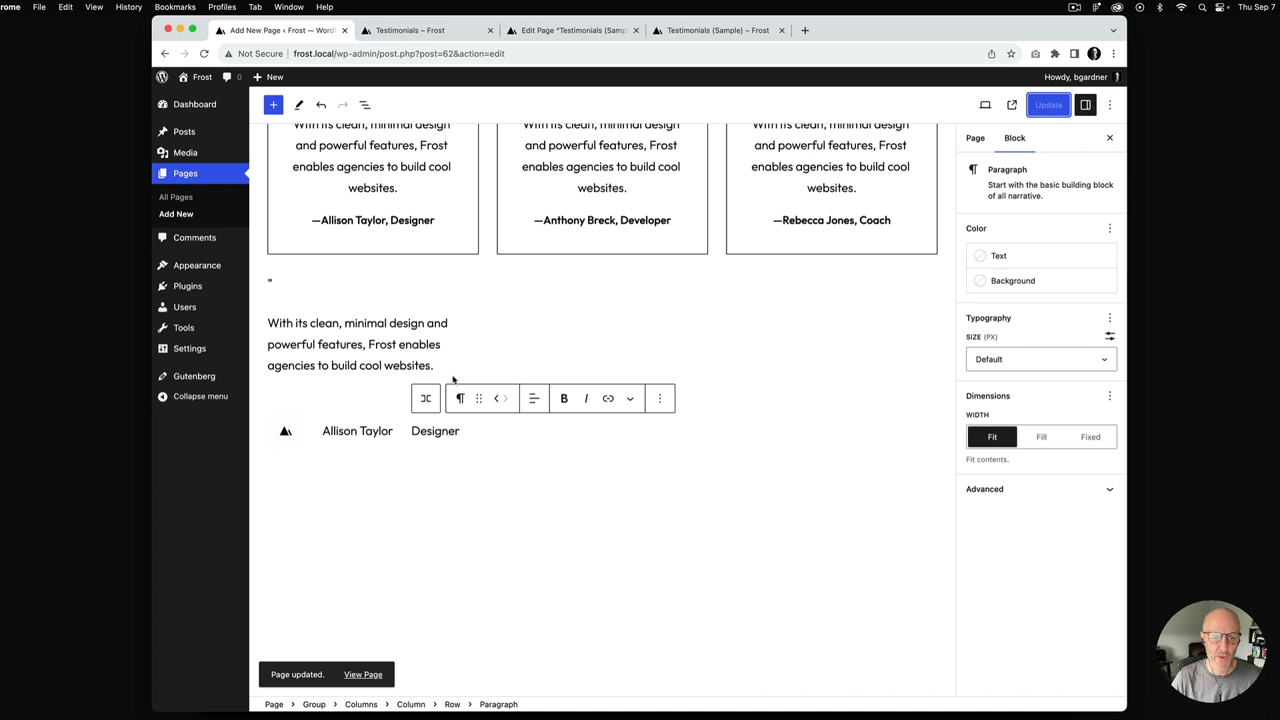 rome File Edit View History Bookmarks Profiles Tab Window Help Thu Sep 7
Add New Page ‹ Frost — WordP
Testimonials – Frost
Edit Page "Testimonials (Samp
Testimonials (Sample) – Frost
Not Secure frost.local/wp-admin/post.php?post=62&action=edit
Frost 0 New Howdy, bgardner
Dashboard
Posts
Media
Pages
All Pages
Add New
Comments
Appearance
Plugins
Users
Tools
Settings
Gutenberg
Collapse menu
Update
With its clean, minimal design
and powerful features, Frost
enables agencies to build cool
websites.
—Allison Taylor, Designer
With its clean, minimal design
and powerful features, Frost
enables agencies to build cool
websites.
—Anthony Breck, Developer
With its clean, minimal design
and powerful features, Frost
enables agencies to build cool
websites.
—Rebecca Jones, Coach
"
With its clean, minimal design and
powerful features, Frost enables
agencies to build cool websites.
B I
Allison Taylor Designer
Page Block
Paragraph
Start with the basic building block
of all narrative.
Color
Text
Background
Typography
SIZE (PX)
Default
Dimensions
WIDTH
Fit Fill Fixed
Fit contents.
Advanced
Page updated. View Page
Page › Group › Columns › Column › Row › Paragraph